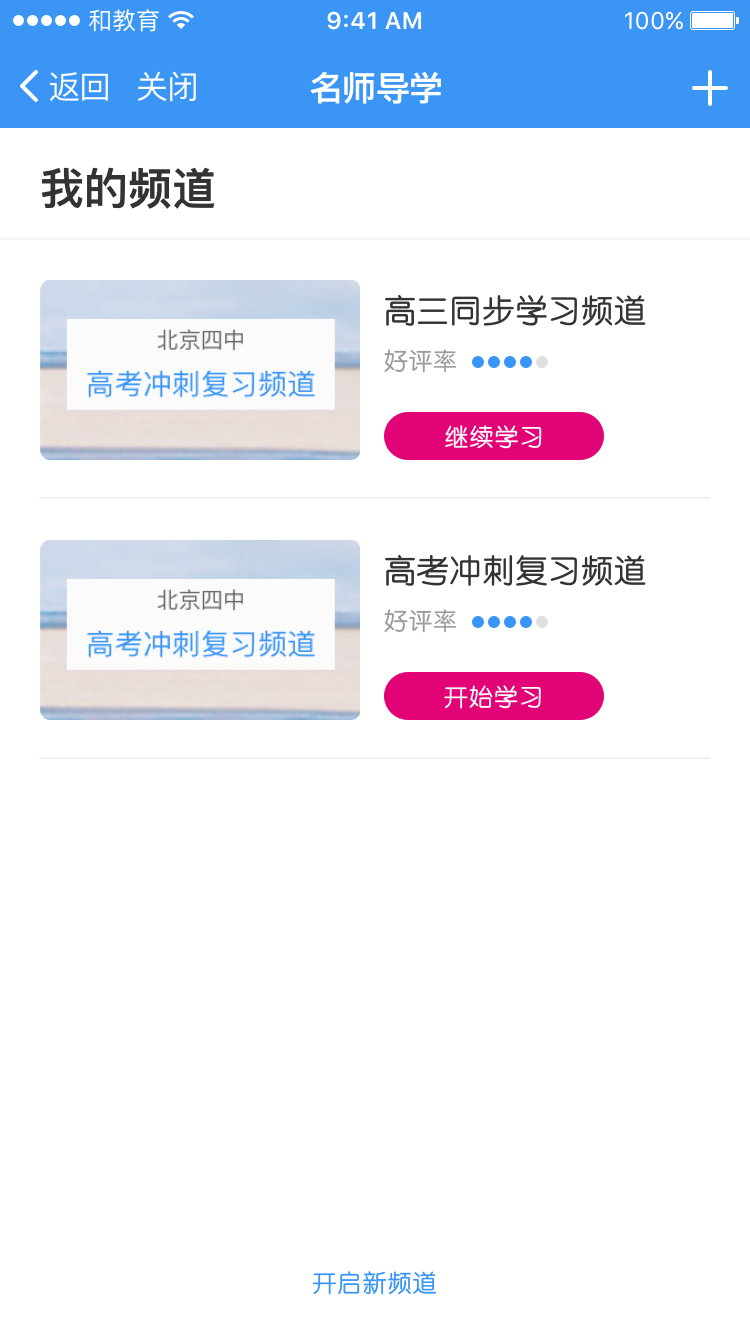 和教育 9:41 AM 100%
返回 关闭 名师导学
我的频道
北京四中
高考冲刺复习频道
高三同步学习频道
好评率
继续学习
北京四中
高考冲刺复习频道
高考冲刺复习频道
好评率
开始学习
开启新频道